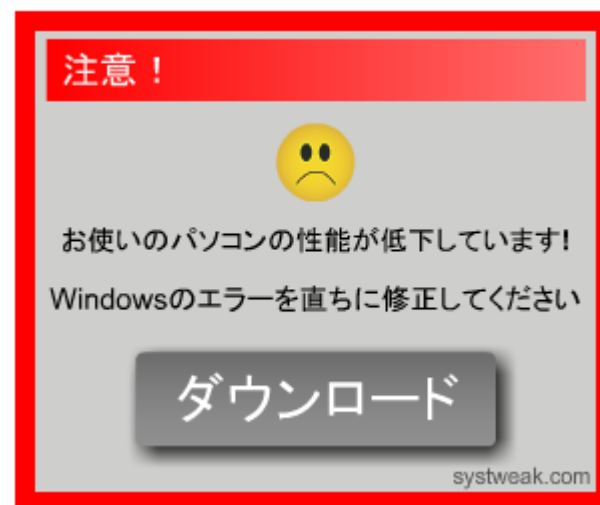 注意！
お使いのパソコンの性能が低下しています!
Windowsのエラーを直ちに修正してください
ダウンロード
systweak.com